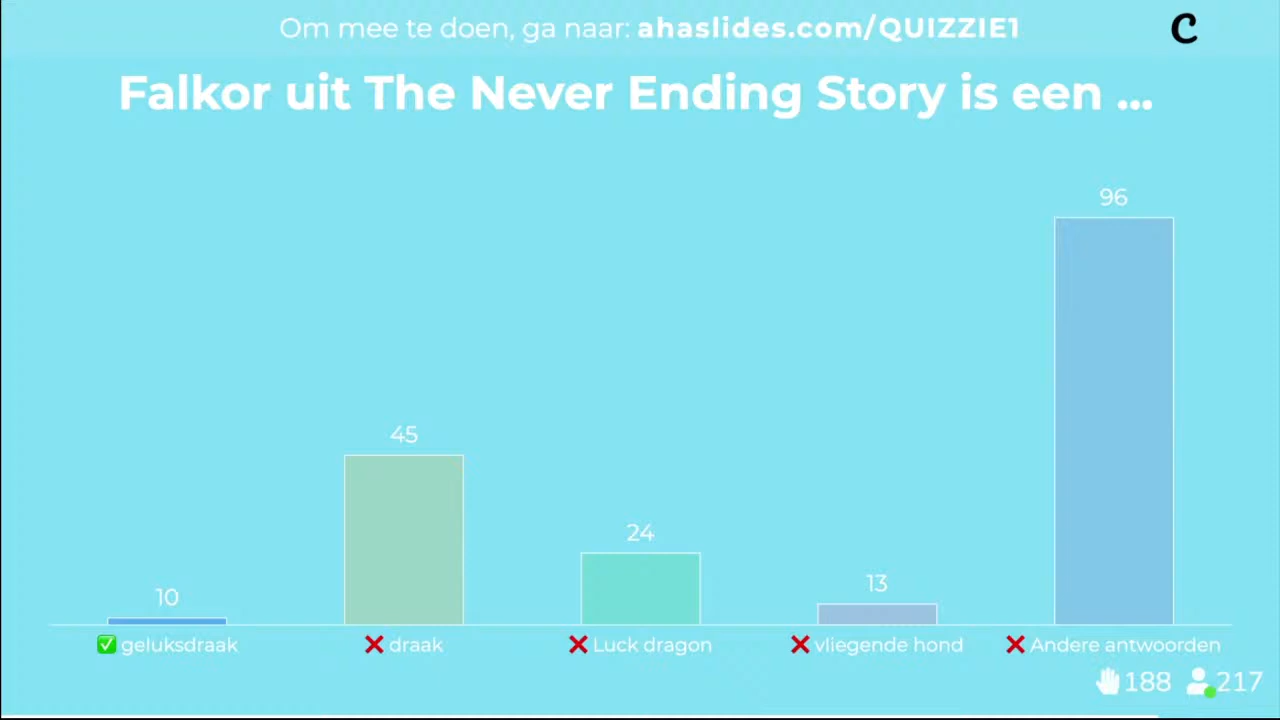 Om mee te doen, ga naar: ahaslides.com/QUIZZIE1
C
Falkor uit The Never Ending Story is een ...
96
45
24
13
10
geluksdraak
draak
Luck dragon
vliegende hond
Andere antwoorden
188
217